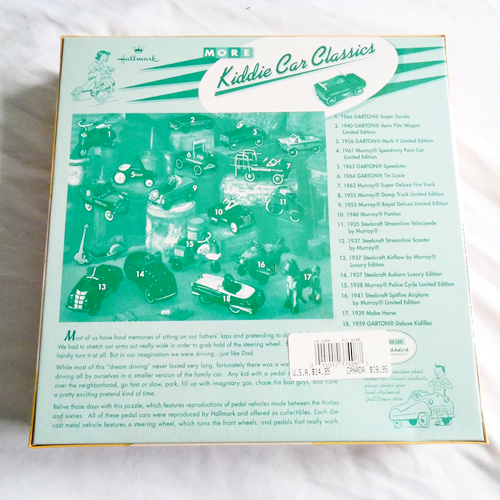 Hallmark
MORE
Kiddie Car Classics
1. 1966 GARTON® Super-Sonda
2. 1940 GARTON® Aero Flite Wagon
Limited Edition
3. 1956 GARTON® Mark V Limited Edition
4. 1961 Murray® Speedway Pace Car
Limited Edition
5. 1963 GARTON® Speedster
6. 1964 GARTON® Tin Lizzie
7. 1962 Murray® Super Deluxe Fire Truck
8. 1955 Murray® Dump Truck Limited Edition
9. 1955 Murray® Royal Deluxe Limited Edition
10. 1948 Murray® Pontiac
11. 1935 Steelcraft Streamline Velocipede
by Murray®
12. 1937 Steelcraft Streamline Scooter
by Murray®
13. 1937 Steelcraft Airflow by Murray®
Luxury Edition
14. 1937 Steelcraft Auburn Luxury Edition
15. 1958 Murray® Police Cycle Limited Edition
16. 1941 Steelcraft Spitfire Airplane
by Murray® Limited Edition
17. 1939 Mobo Horse
18. 1959 GARTON® Deluxe Kidillac
Most of us have fond memories of sitting on our fathers' laps and pretending to
We had to stretch our arms out really wide in order to grab hold of the steering wheel.
hardly turn it at all. But in our imagination we were driving...just like Dad.
While most of this "dream driving" never lasted very long, fortunately there was a
driving all by ourselves in a smaller version of the family car. Any kid with a pedal
over the neighborhood, go fast or slow, park, fill up with imaginary gas, chase the bad guys, and have
a pretty exciting pretend kind of time.
Relive those days with this puzzle, which features reproductions of pedal vehicles made between the thirties
and sixties. All of these pedal cars were reproduced by Hallmark and offered as collectibles. Each die
cast metal vehicle features a steering wheel, which turns the front wheels, and pedals that really work.
U.S.A. $14.95
CANADA $18.95
CAR
assics
about
Car Classics products,
please contact your
local Hallmark
Gold Crown store.